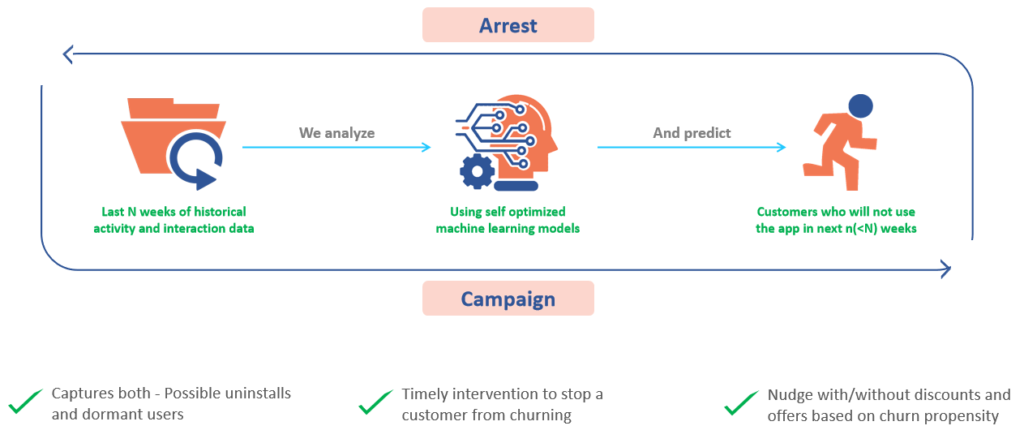 Arrest
We analyze
And predict
Last N weeks of historical
activity and interaction data
Using self optimized
machine learning models
Customers who will not use
the app in next n(<N) weeks
Campaign
Captures both - Possible uninstalls
and dormant users
Timely intervention to stop a
customer from churning
Nudge with/without discounts and
offers based on churn propensity